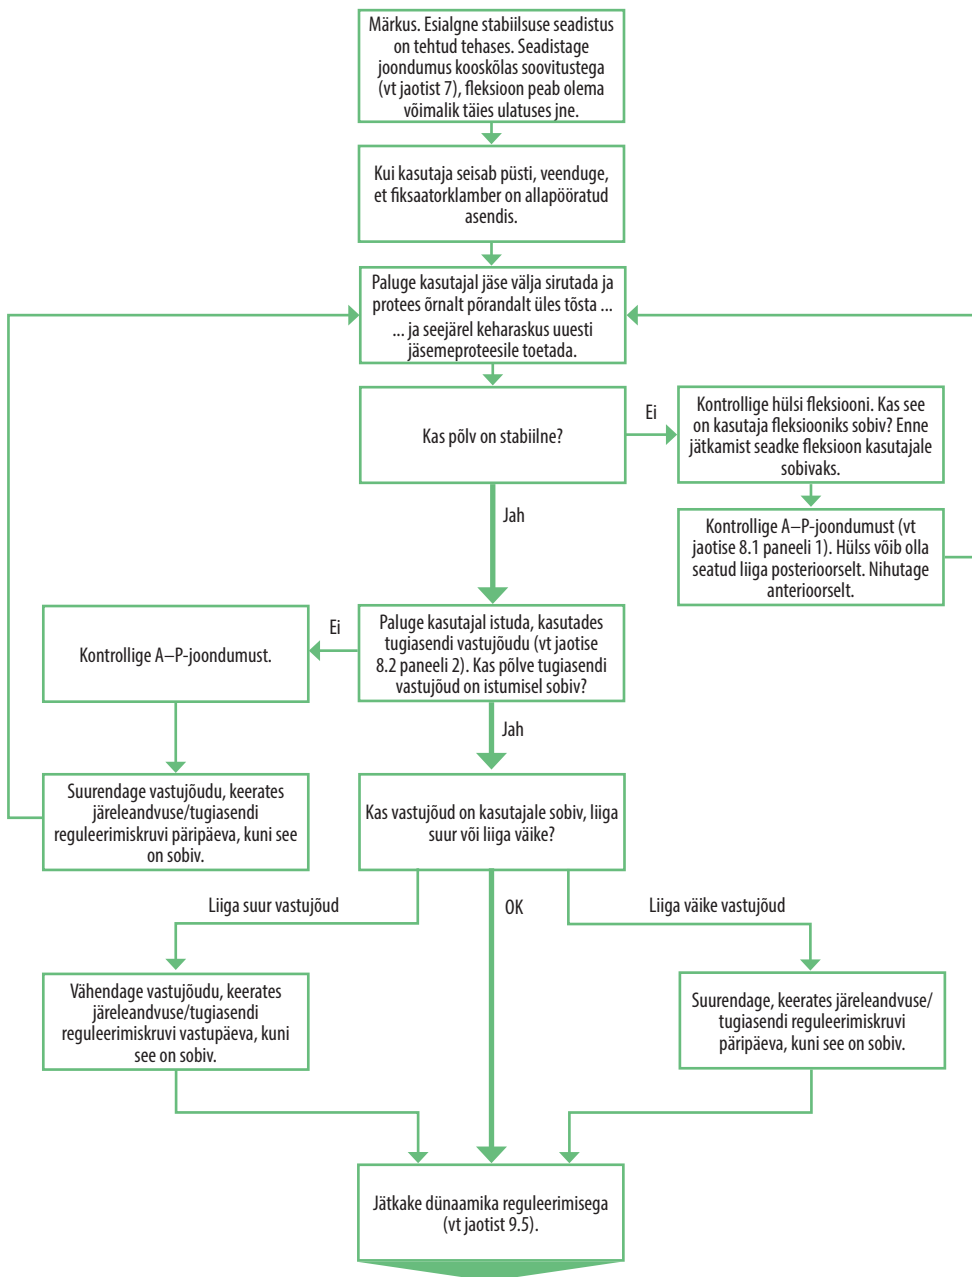 Märkus. Esialgne stabiilsuse seadistus
on tehtud tehases. Seadistage
joondumus kooskõlas soovitustega
(vt jaotist 7), fleksioon peab olema
võimalik täies ulatuses jne.
Kui kasutaja seisab püsti, veenduge,
et fiksaatorklamber on allapööratud
asendis.
Paluge kasutajal jäse välja sirutada ja
protees õrnalt põrandalt üles tõsta ...
... ja seejärel keharaskus uuesti
jäsemeproteesile toetada.
Kas põlv on stabiilne?
Ei
Kontrollige hülsi fleksiooni. Kas see
on kasutaja fleksiooniks sobiv? Enne
jätkamist seadke fleksioon kasutajale
sobivaks.
Jah
Kontrollige A–P-joondumust (vt
jaotise 8.1 paneeli 1). Hülss võib olla
seatud liiga posterioorselt. Nihutage
anterioorselt.
Paluge kasutajal istuda, kasutades
tugiasendi vastujõudu (vt jaotise
8.2 paneeli 2). Kas põlve tugiasendi
vastujõud on istumisel sobiv?
Ei
Kontrollige A–P-joondumust.
Jah
Suurendage vastujõudu, keerates
järeleandvuse/tugiasendi
reguleerimiskruvi päripäeva, kuni see
on sobiv.
Kas vastujõud on kasutajale sobiv, liiga
suur või liiga väike?
Liiga suur vastujõud
OK
Liiga väike vastujõud
Vähendage vastujõudu, keerates
järeleandvuse/tugiasendi
reguleerimiskruvi vastupäeva, kuni
see on sobiv.
Suurendage, keerates järeleandvuse/
tugiasendi reguleerimiskruvi
päripäeva, kuni see on sobiv.
Jätkake dünaamika reguleerimisega
(vt jaotist 9.5).